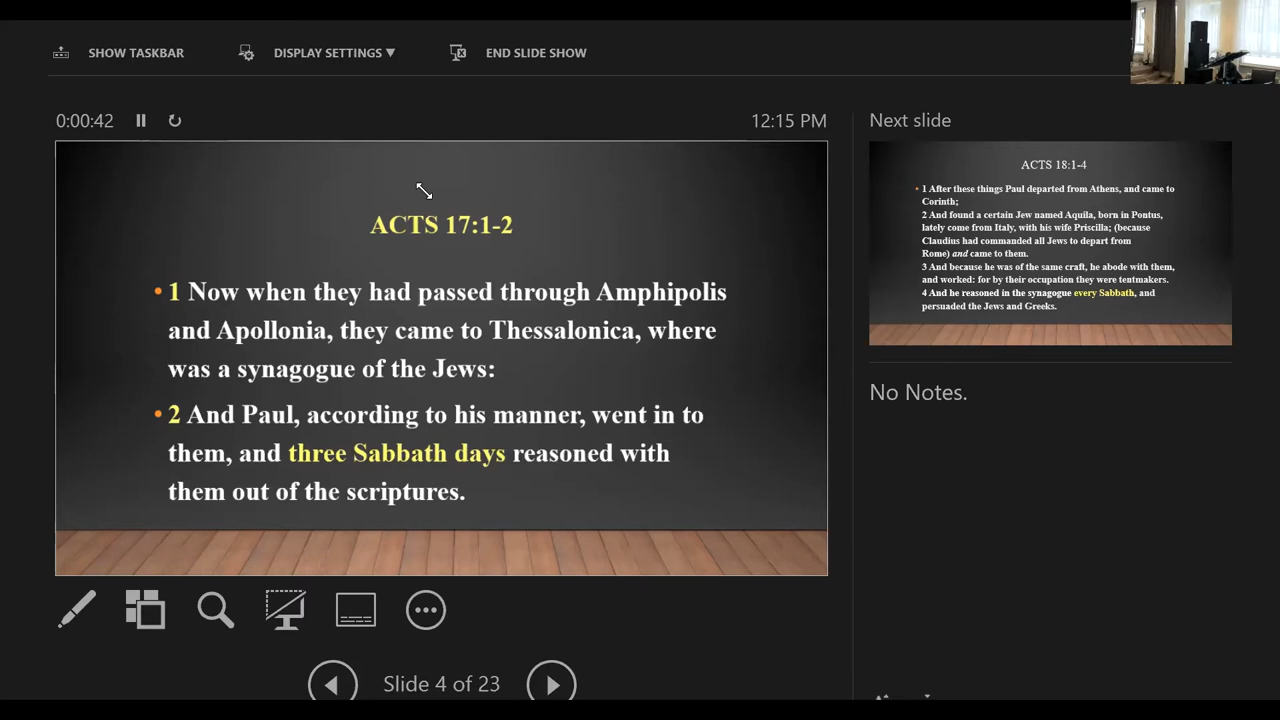 SHOW TASKBAR
DISPLAY SETTINGS ▼
END SLIDE SHOW
0:00:42
12:15 PM
Next slide
ACTS 17:1-2
• 1 Now when they had passed through Amphipolis
and Apollonia, they came to Thessalonica, where
was a synagogue of the Jews:
• 2 And Paul, according to his manner, went in to
them, and three Sabbath days reasoned with
them out of the scriptures.
ACTS 18:1-4
• 1 After these things Paul departed from Athens, and came to
Corinth;
2 And found a certain Jew named Aquila, born in Pontus,
lately come from Italy, with his wife Priscilla; (because
Claudius had commanded all Jews to depart from
Rome) and came to them.
3 And because he was of the same craft, he abode with them,
and worked: for by their occupation they were tentmakers.
4 And he reasoned in the synagogue every Sabbath, and
persuaded the Jews and Greeks.
No Notes.
Slide 4 of 23